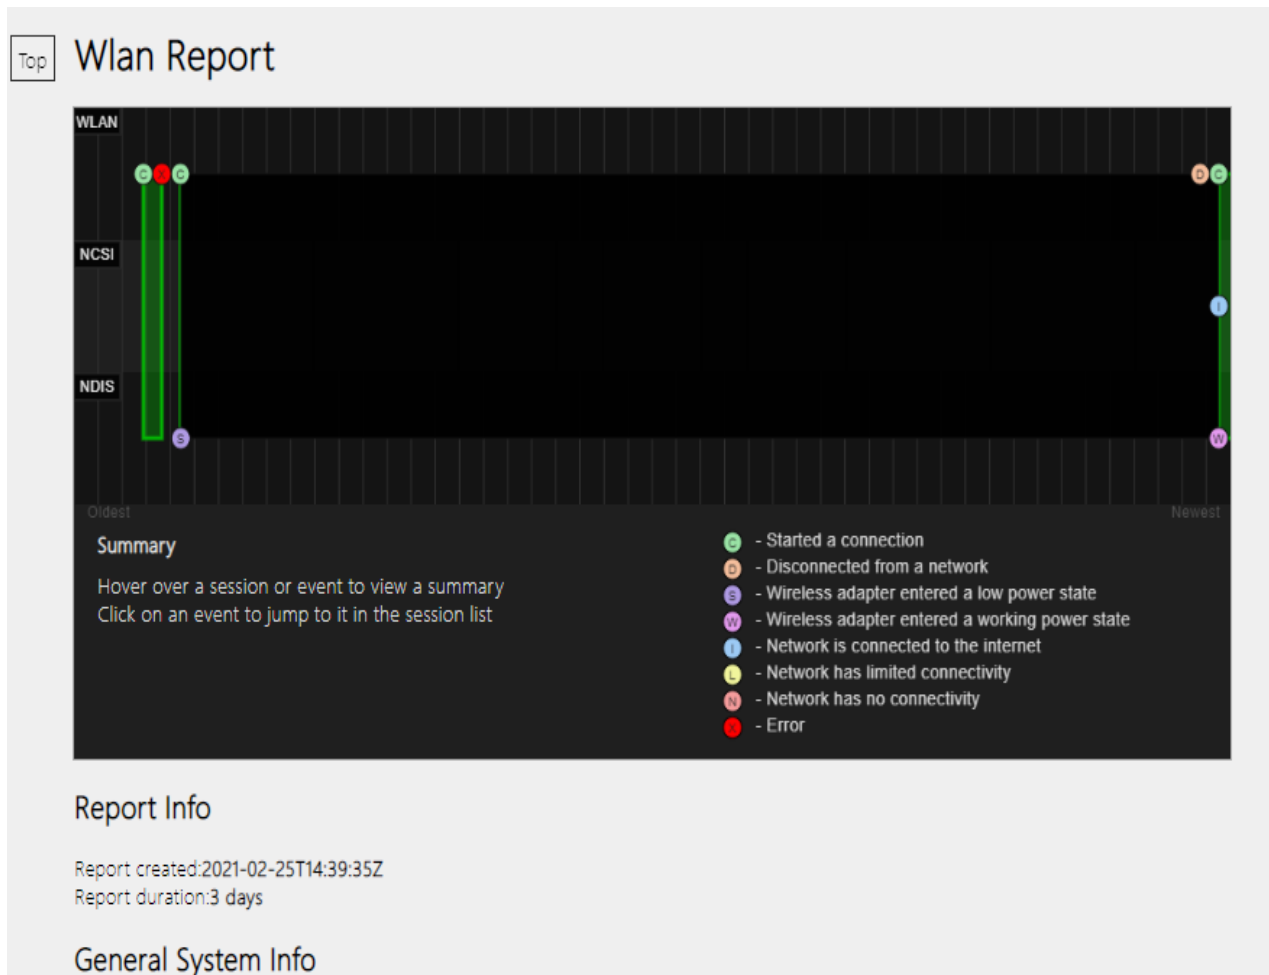 Top
Wlan Report
WLAN
C X C D C
NCSI
I
NDIS
S W
Oldest Newest
Summary
Hover over a session or event to view a summary
Click on an event to jump to it in the session list
C - Started a connection
D - Disconnected from a network
S - Wireless adapter entered a low power state
W - Wireless adapter entered a working power state
I - Network is connected to the internet
L - Network has limited connectivity
N - Network has no connectivity
X - Error
Report Info
Report created:2021-02-25T14:39:35Z
Report duration:3 days
General System Info